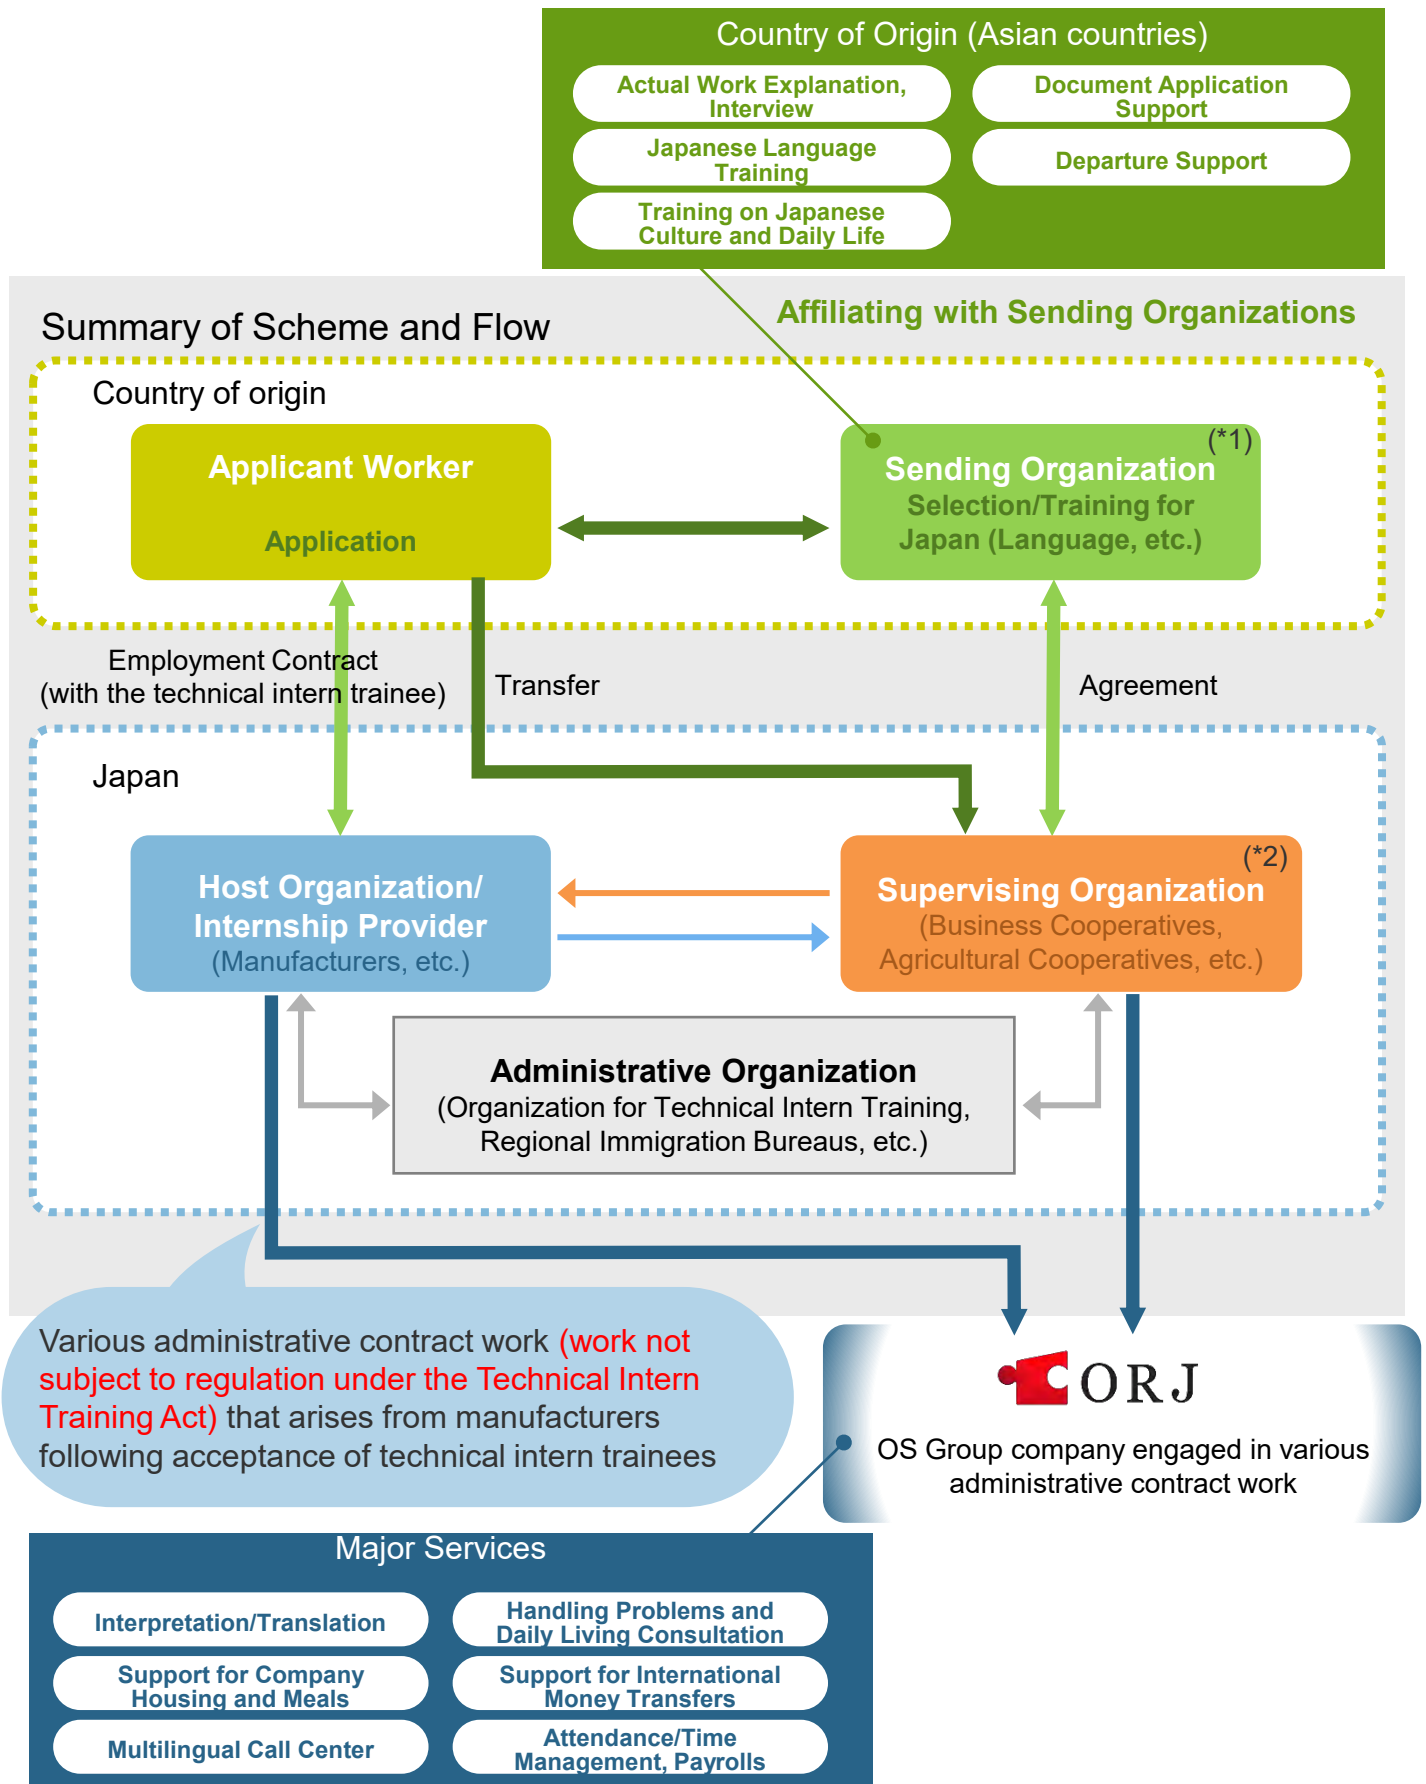 Country of Origin (Asian countries)
Actual Work Explanation,
Interview
Document Application
Support
Japanese Language
Training
Departure Support
Training on Japanese
Culture and Daily Life
Affiliating with Sending Organizations
Summary of Scheme and Flow
Country of origin
Applicant Worker
Application
(*1)
Sending Organization
Selection/Training for
Japan (Language, etc.)
Employment Contract
(with the technical intern trainee)
Transfer
Agreement
Japan
Host Organization/
Internship Provider
(Manufacturers, etc.)
(*2)
Supervising Organization
(Business Cooperatives,
Agricultural Cooperatives, etc.)
Administrative Organization
(Organization for Technical Intern Training,
Regional Immigration Bureaus, etc.)
Various administrative contract work (work not
subject to regulation under the Technical Intern
Training Act) that arises from manufacturers
following acceptance of technical intern trainees
ORJ
OS Group company engaged in various
administrative contract work
Major Services
Interpretation/Translation
Handling Problems and
Daily Living Consultation
Support for Company
Housing and Meals
Support for International
Money Transfers
Multilingual Call Center
Attendance/Time
Management, Payrolls